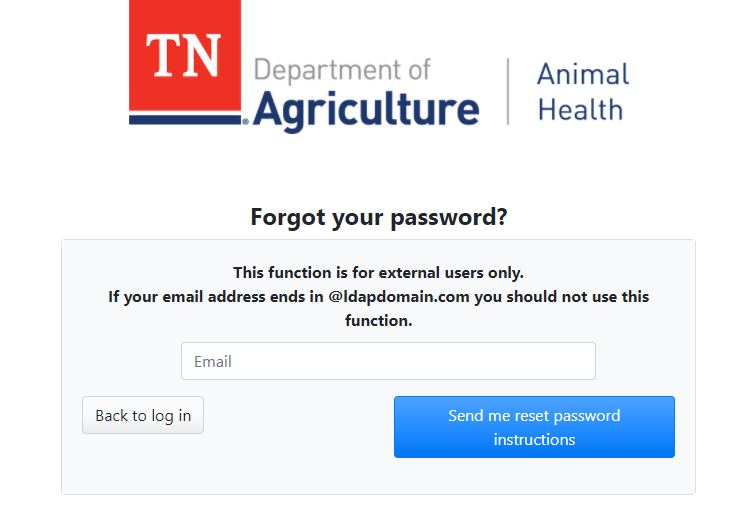 TN
Department of
Agriculture
®
Animal
Health
Forgot your password?
This function is for external users only.
If your email address ends in @ldapdomain.com you should not use this
function.
Email
Back to log in
Send me reset password
instructions